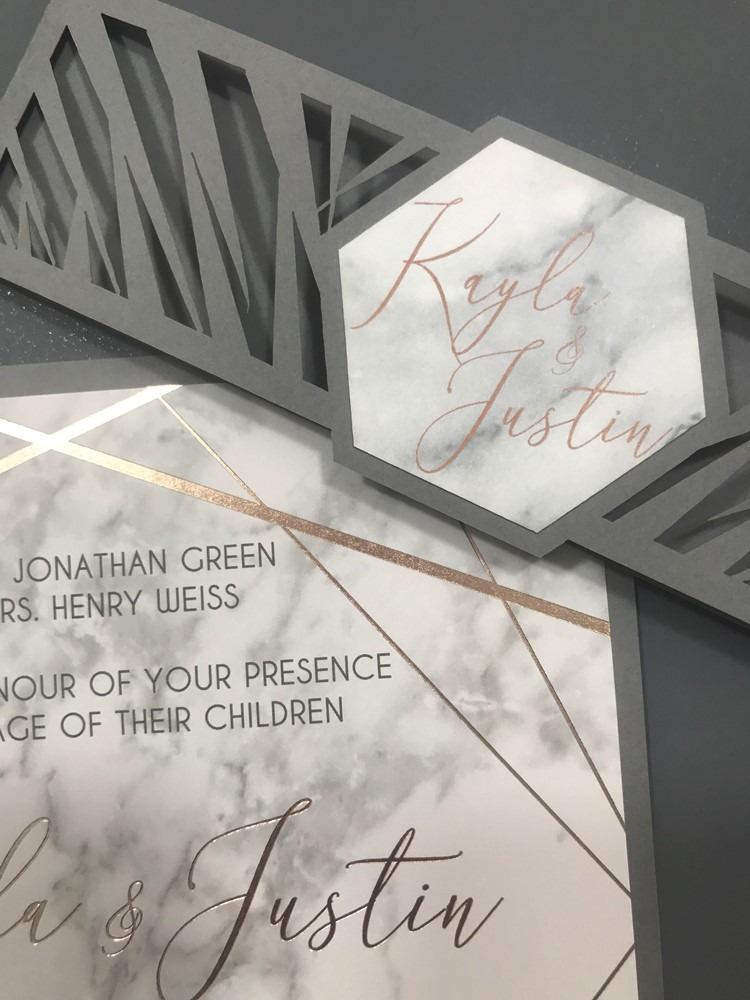 Kayla
&
Justin
JONATHAN GREEN
RS. HENRY WEISS
NOUR OF YOUR PRESENCE
AGE OF THEIR CHILDREN
la & Justin